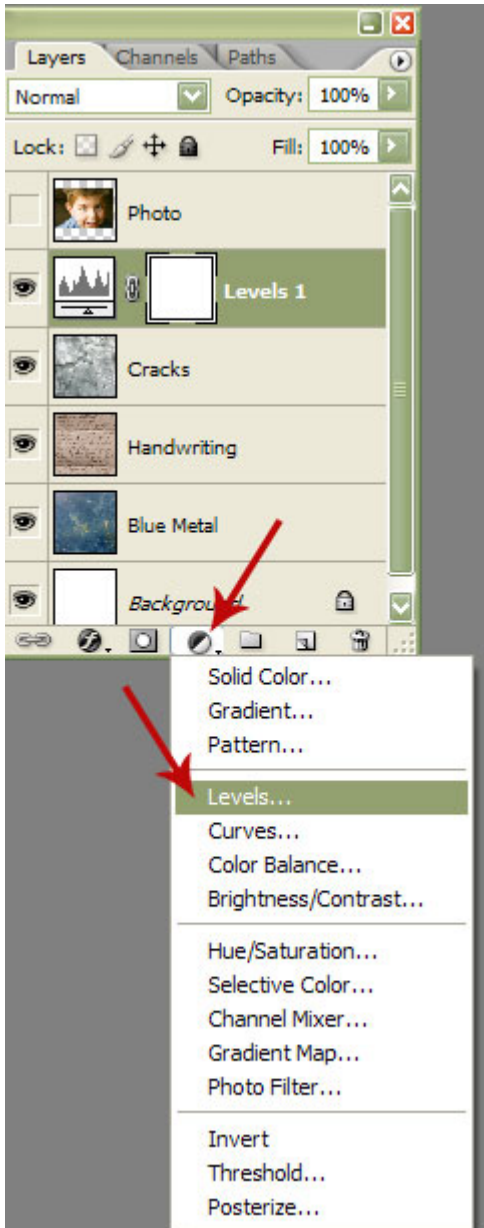 Layers Channels Paths
Normal Opacity: 100%
Lock: Fill: 100%
Photo
Levels 1
Cracks
Handwriting
Blue Metal
Background
Solid Color...
Gradient...
Pattern...
Levels...
Curves...
Color Balance...
Brightness/Contrast...
Hue/Saturation...
Selective Color...
Channel Mixer...
Gradient Map...
Photo Filter...
Invert
Threshold...
Posterize...